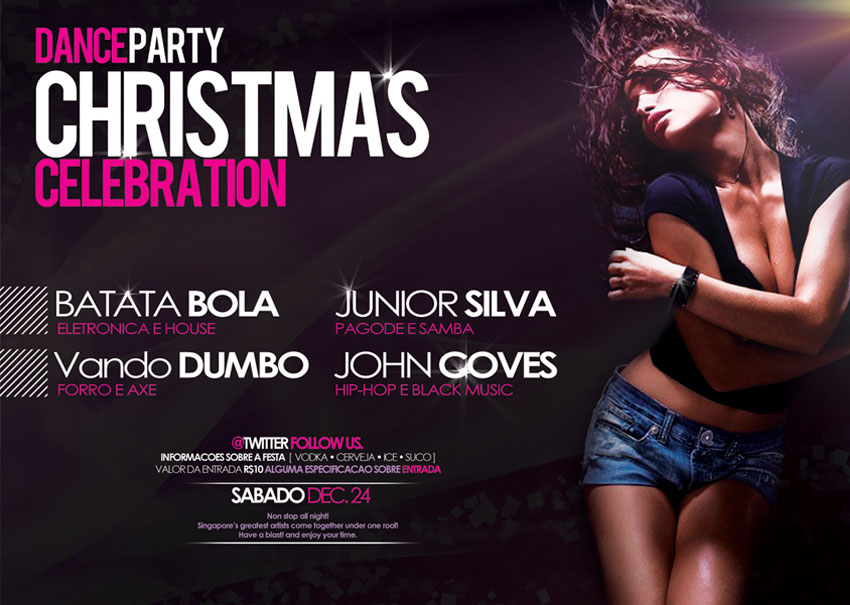 DANCEPARTY
CHRISTMAS
CELEBRATION
BATATA BOLA
ELETRONICA E HOUSE
JUNIOR SILVA
PAGODE E SAMBA
Vando DUMBO
FORRO E AXE
JOHN GOVES
HIP-HOP E BLACK MUSIC
@TWITTER FOLLOW US.
INFORMACOES SOBRE A FESTA [ VODKA • CERVEJA • ICE • SUCO ]
VALOR DA ENTRADA R$10 ALGUMA ESPECIFICACAO SOBRE ENTRADA
SABADO DEC. 24
Non stop all night!
Singapore's greatest artists come together under one roof!
Have a blast! and enjoy your time.